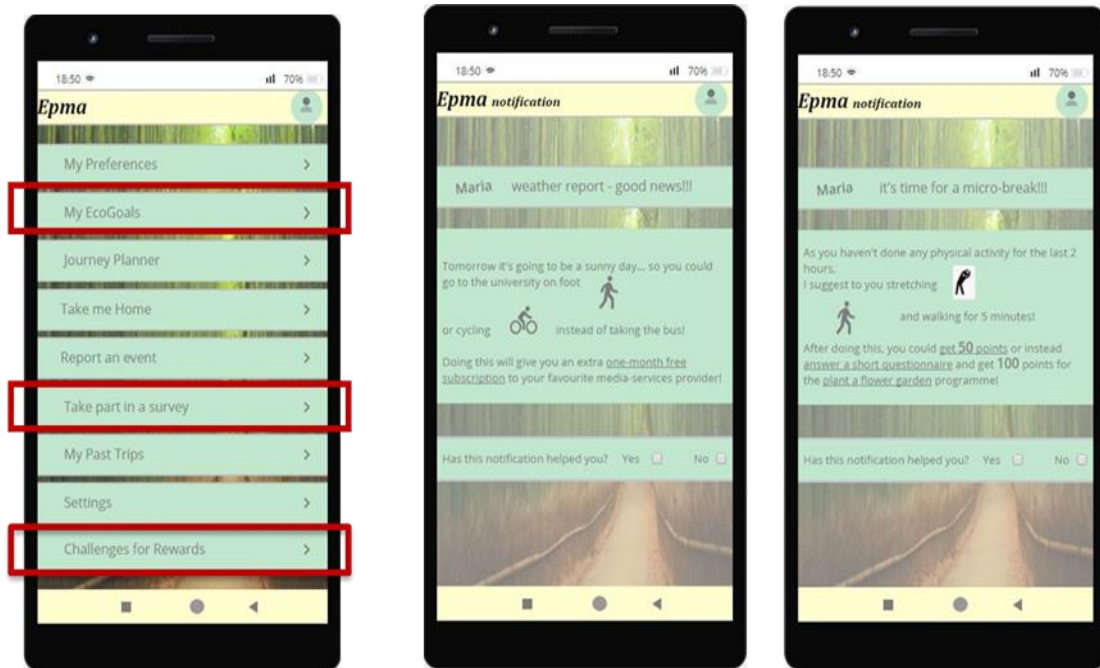 18:50 70%
Epma
My Preferences
My EcoGoals
Journey Planner
Take me Home
Report an event
Take part in a survey
My Past Trips
Settings
Challenges for Rewards
18:50 70%
Epma notification
Maria weather report - good news!!!
Tomorrow it's going to be a sunny day... so you could
go to the university on foot
or cycling instead of taking the bus!
Doing this will give you an extra one-month free
subscription to your favourite media-services provider!
Has this notification helped you? Yes No
18:50 70%
Epma notification
Maria it's time for a micro-break!!!
As you haven't done any physical activity for the last 2
hours,
I suggest to you stretching
and walking for 5 minutes!
After doing this, you could get 50 points or instead
answer a short questionnaire and get 100 points for
the plant a flower garden programme!
Has this notification helped you? Yes No